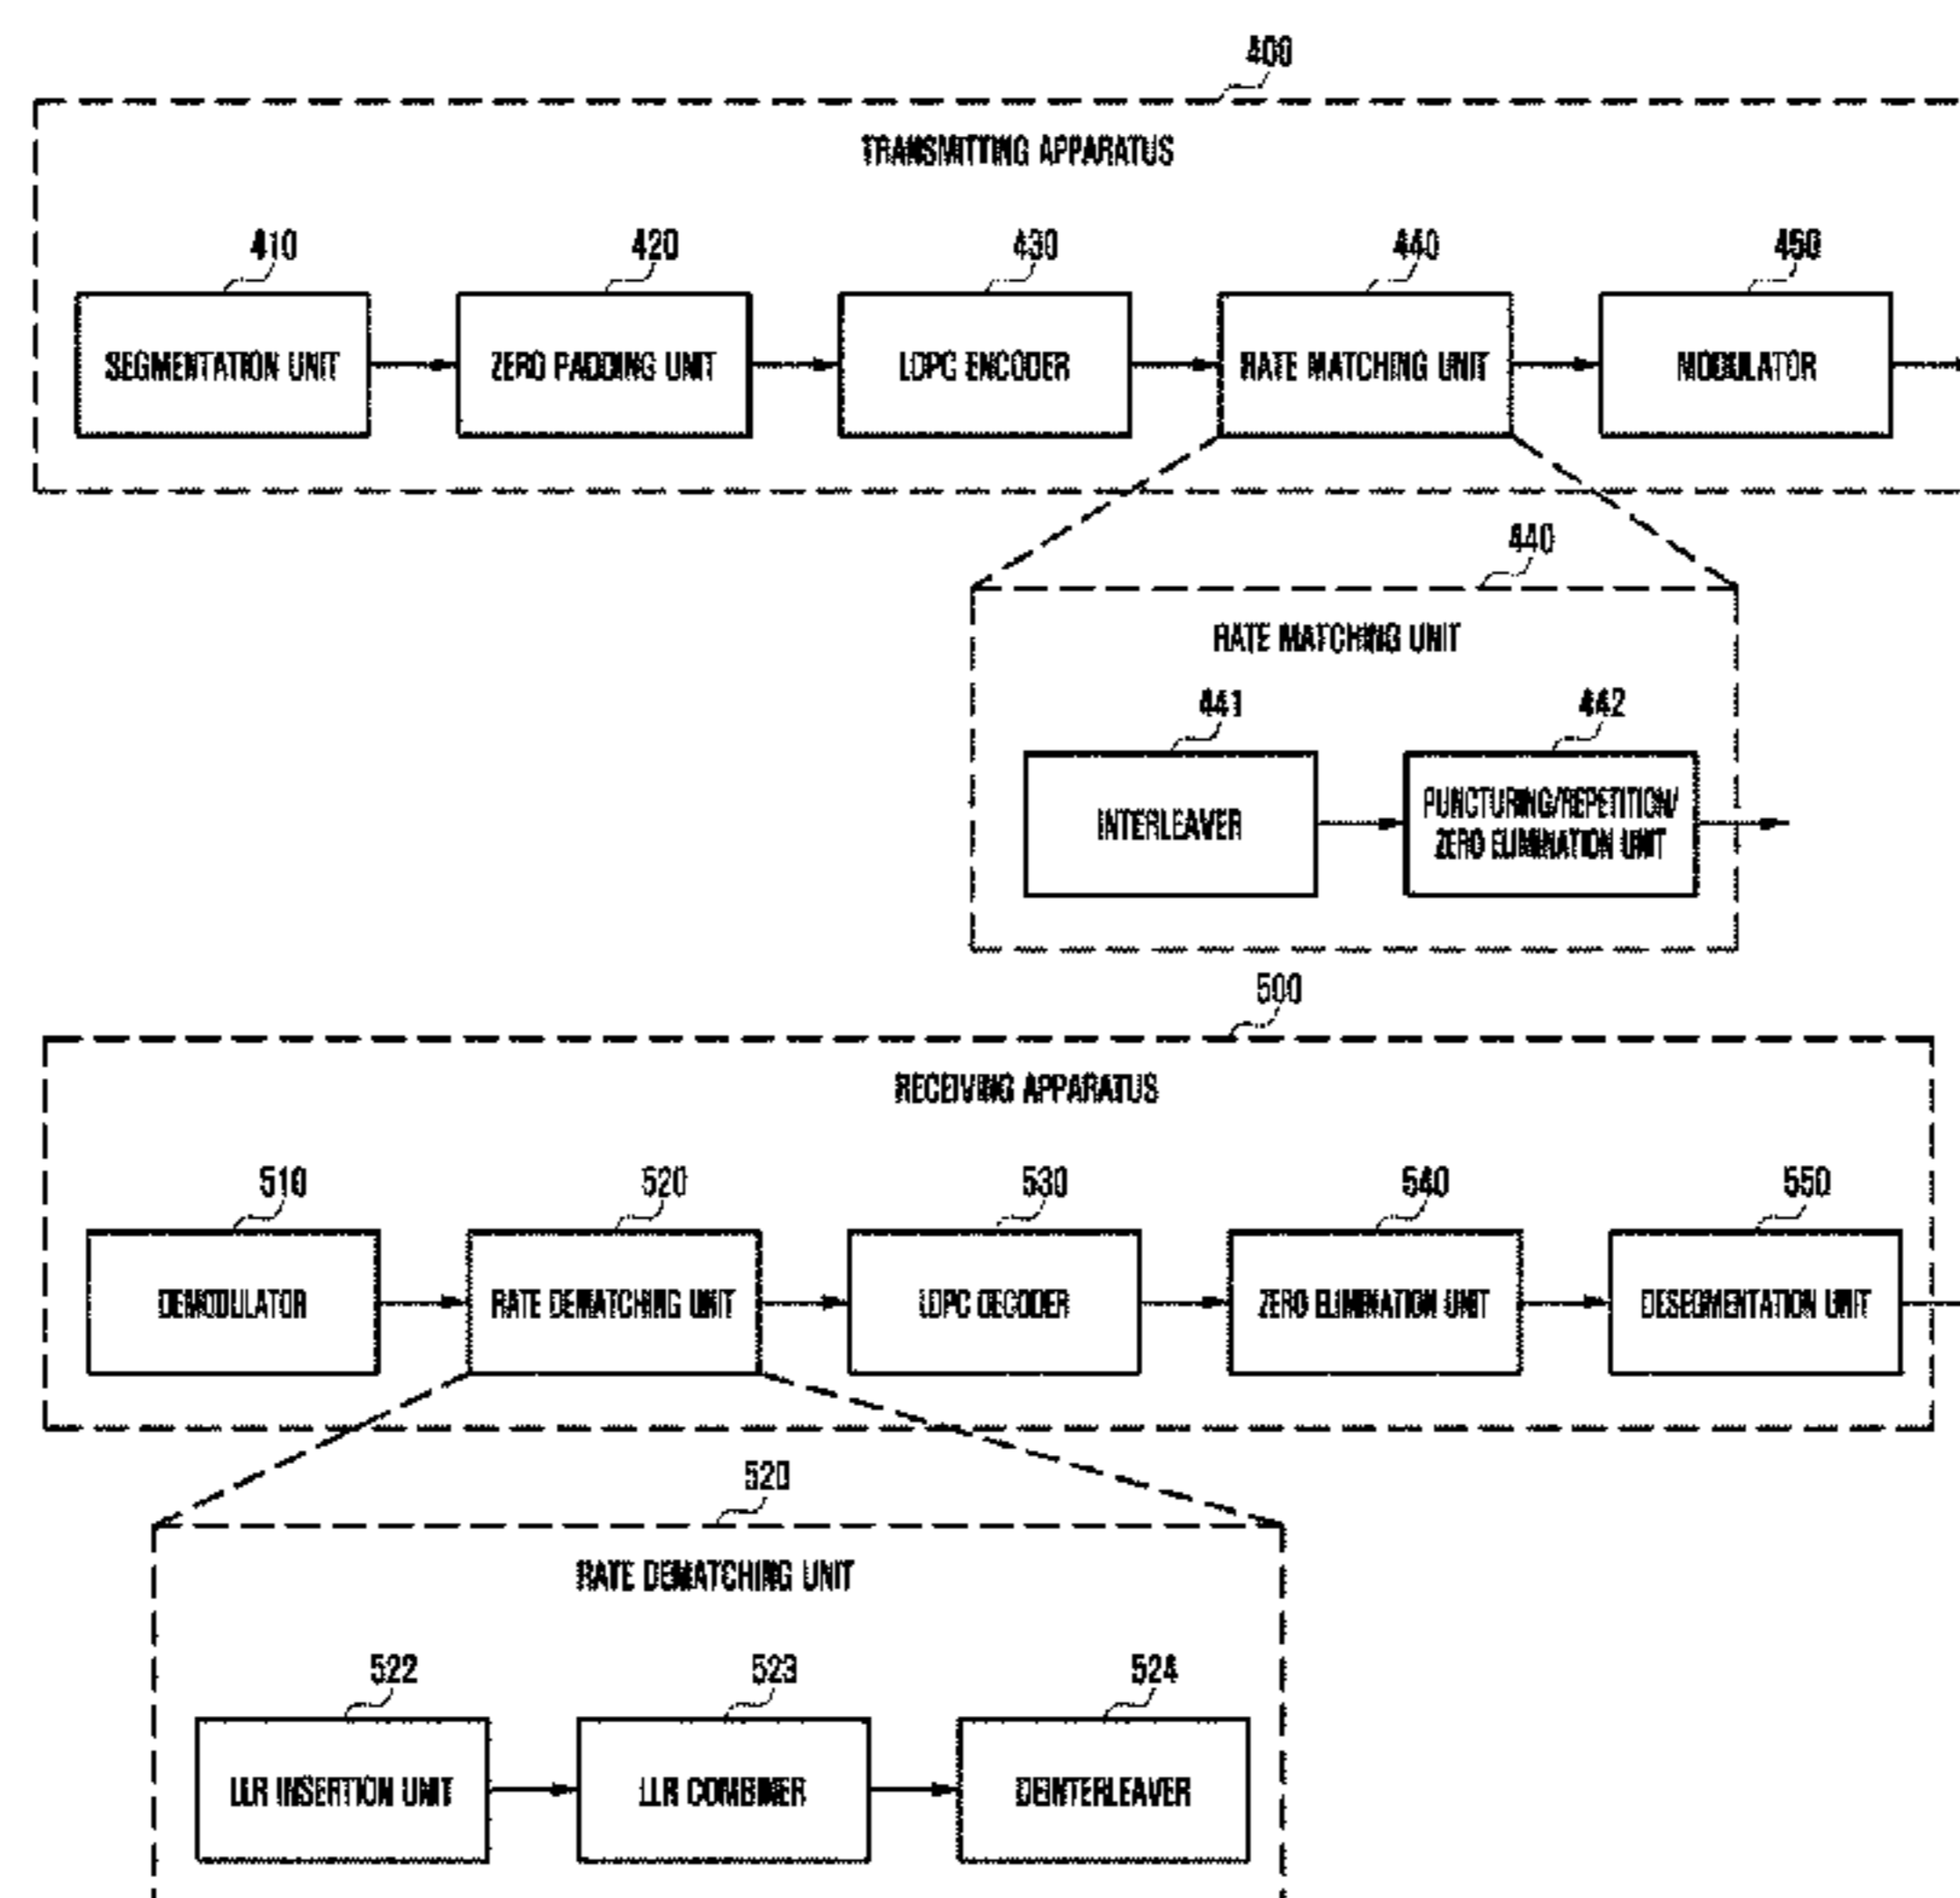 400
TRANSMITTING APPARATUS
410
420
430
440
450
SEGMENTATION UNIT
ZERO PADDING UNIT
LDPC ENCODER
RATE MATCHING UNIT
MODULATOR
440
RATE MATCHING UNIT
441
442
INTERLEAVER
PUNCTURING/REPETITION/
ZERO ELIMINATION UNIT
500
RECEIVING APPARATUS
510
520
530
540
550
DEMODULATOR
RATE DEMATCHING UNIT
LDPC DECODER
ZERO ELIMINATION UNIT
DESEGMENTATION UNIT
520
RATE DEMATCHING UNIT
522
523
524
LLR INSERTION UNIT
LLR COMBINER
DEINTERLEAVER